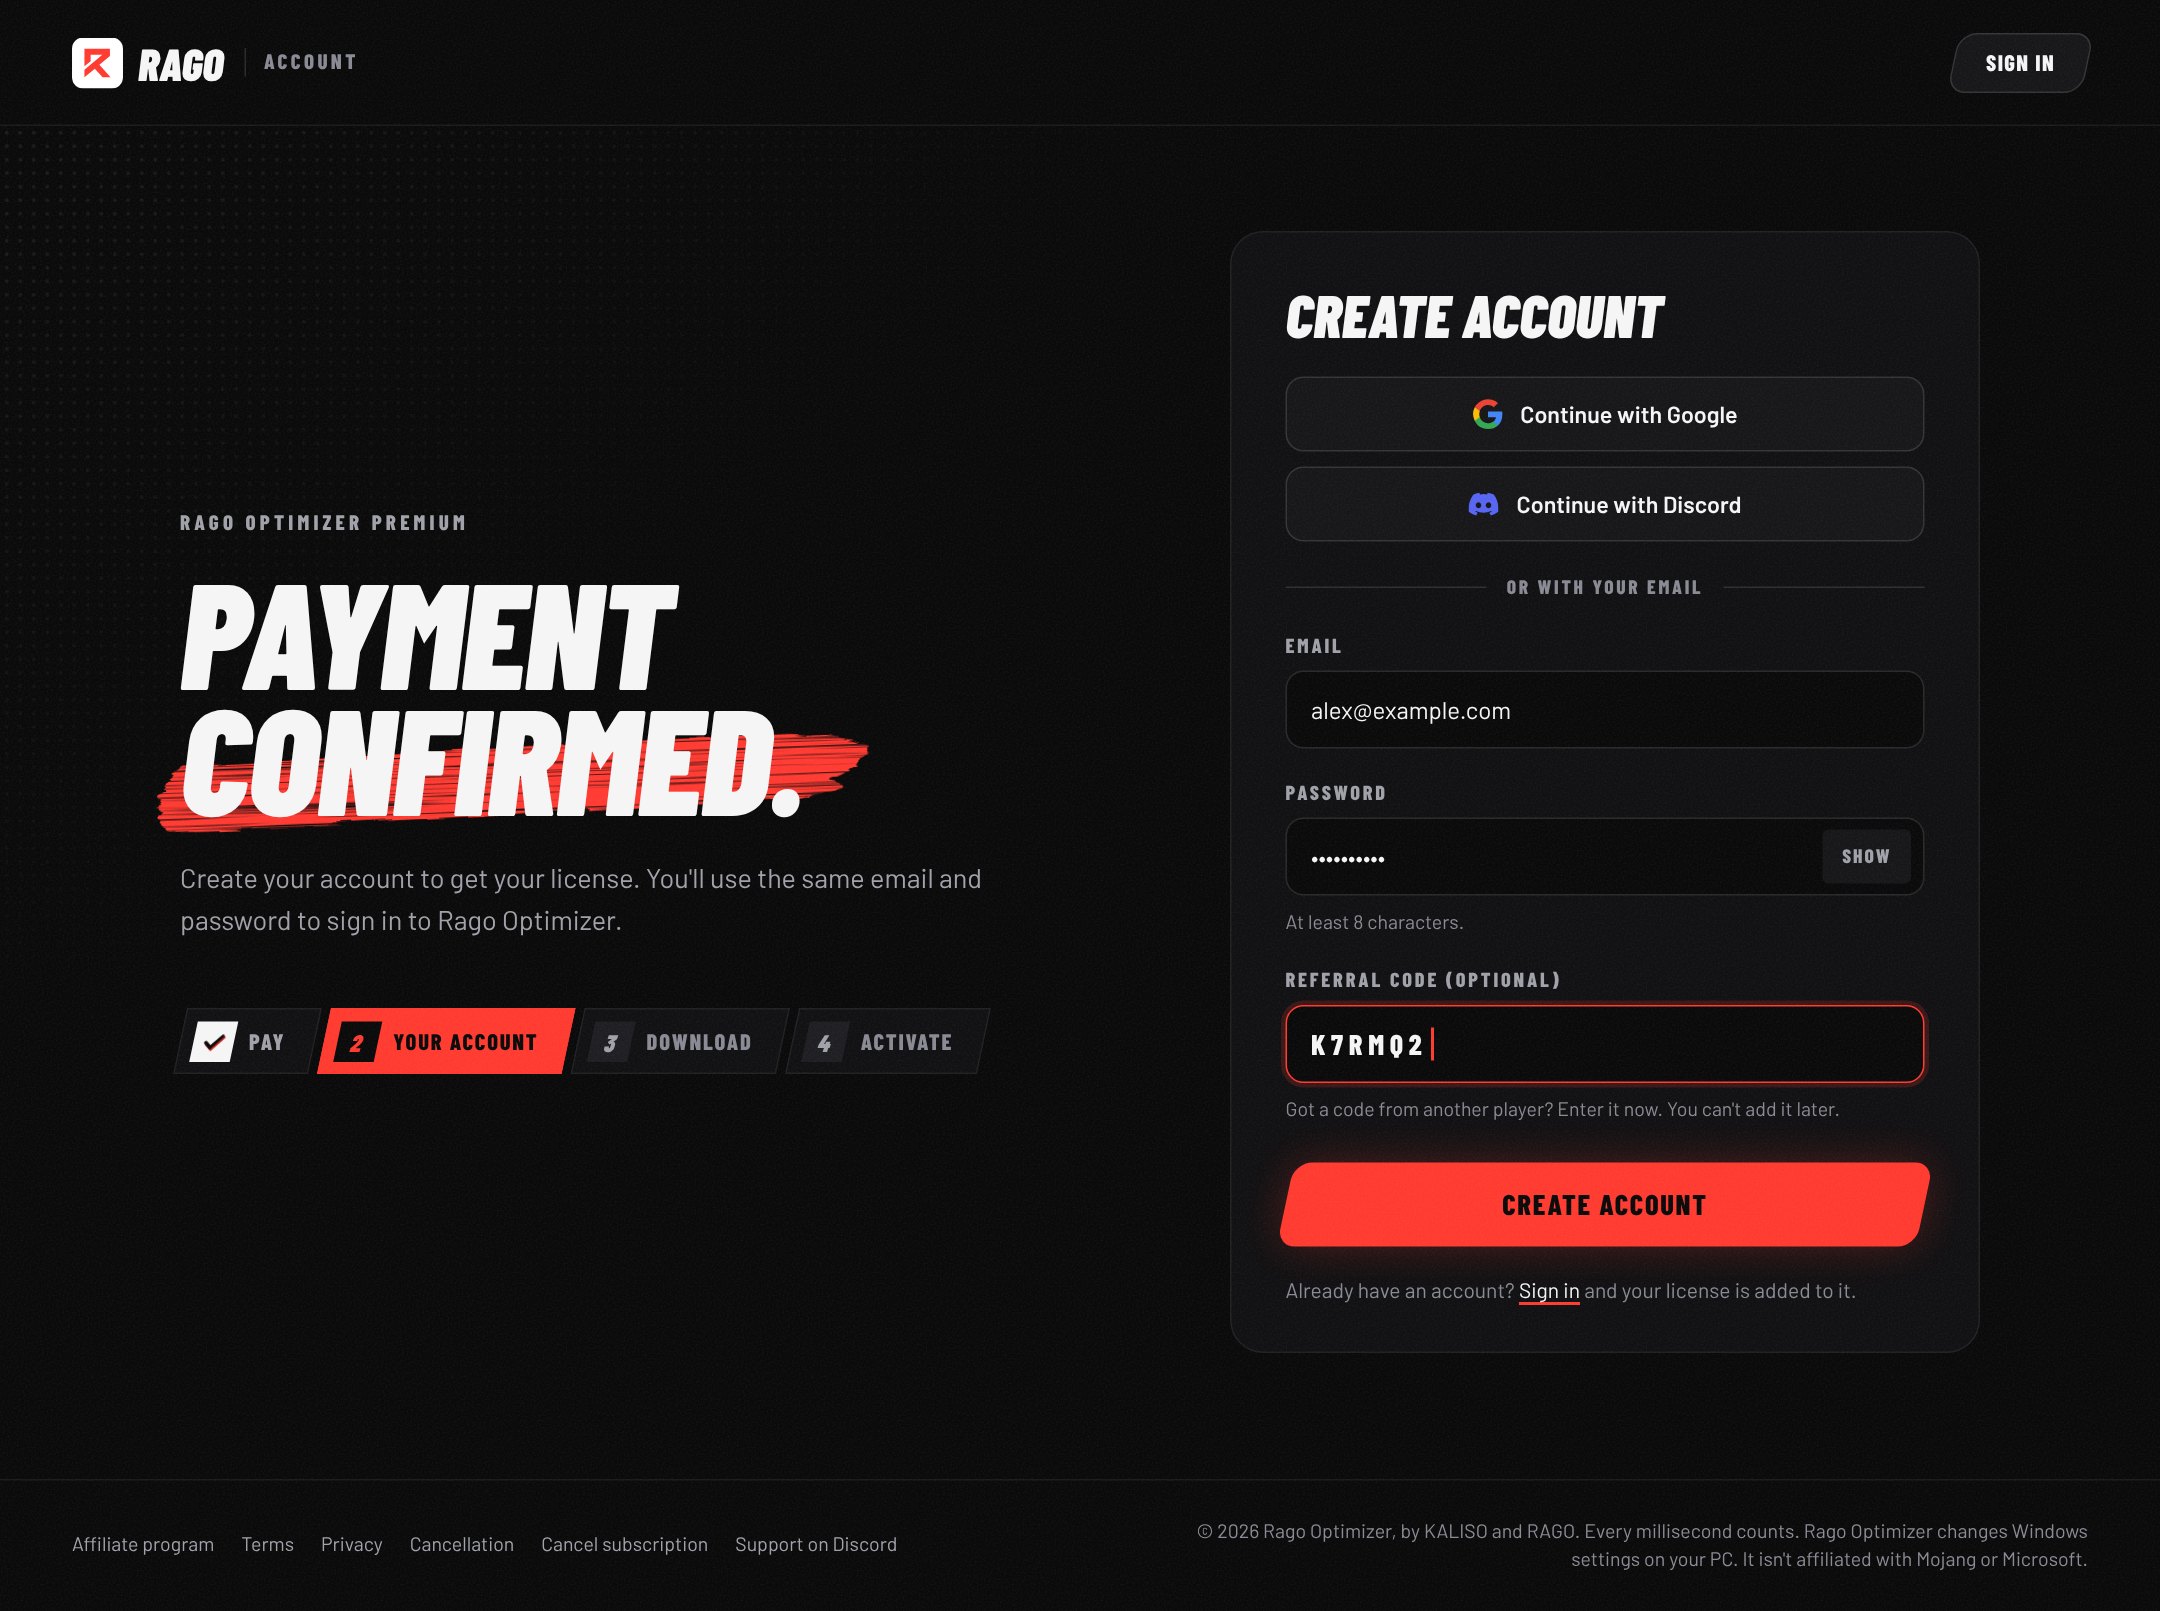 RAGO
ACCOUNT
SIGN IN
RAGO OPTIMIZER PREMIUM
PAYMENT
CONFIRMED.
Create your account to get your license. You'll use the same email and
password to sign in to Rago Optimizer.
PAY
2 YOUR ACCOUNT
3 DOWNLOAD
4 ACTIVATE
CREATE ACCOUNT
Continue with Google
Continue with Discord
OR WITH YOUR EMAIL
EMAIL
alex@example.com
PASSWORD
••••••••••
SHOW
At least 8 characters.
REFERRAL CODE (OPTIONAL)
K7RMQ2
Got a code from another player? Enter it now. You can't add it later.
CREATE ACCOUNT
Already have an account? Sign in and your license is added to it.
Affiliate program
Terms
Privacy
Cancellation
Cancel subscription
Support on Discord
© 2026 Rago Optimizer, by KALISO and RAGO. Every millisecond counts. Rago Optimizer changes Windows
settings on your PC. It isn't affiliated with Mojang or Microsoft.